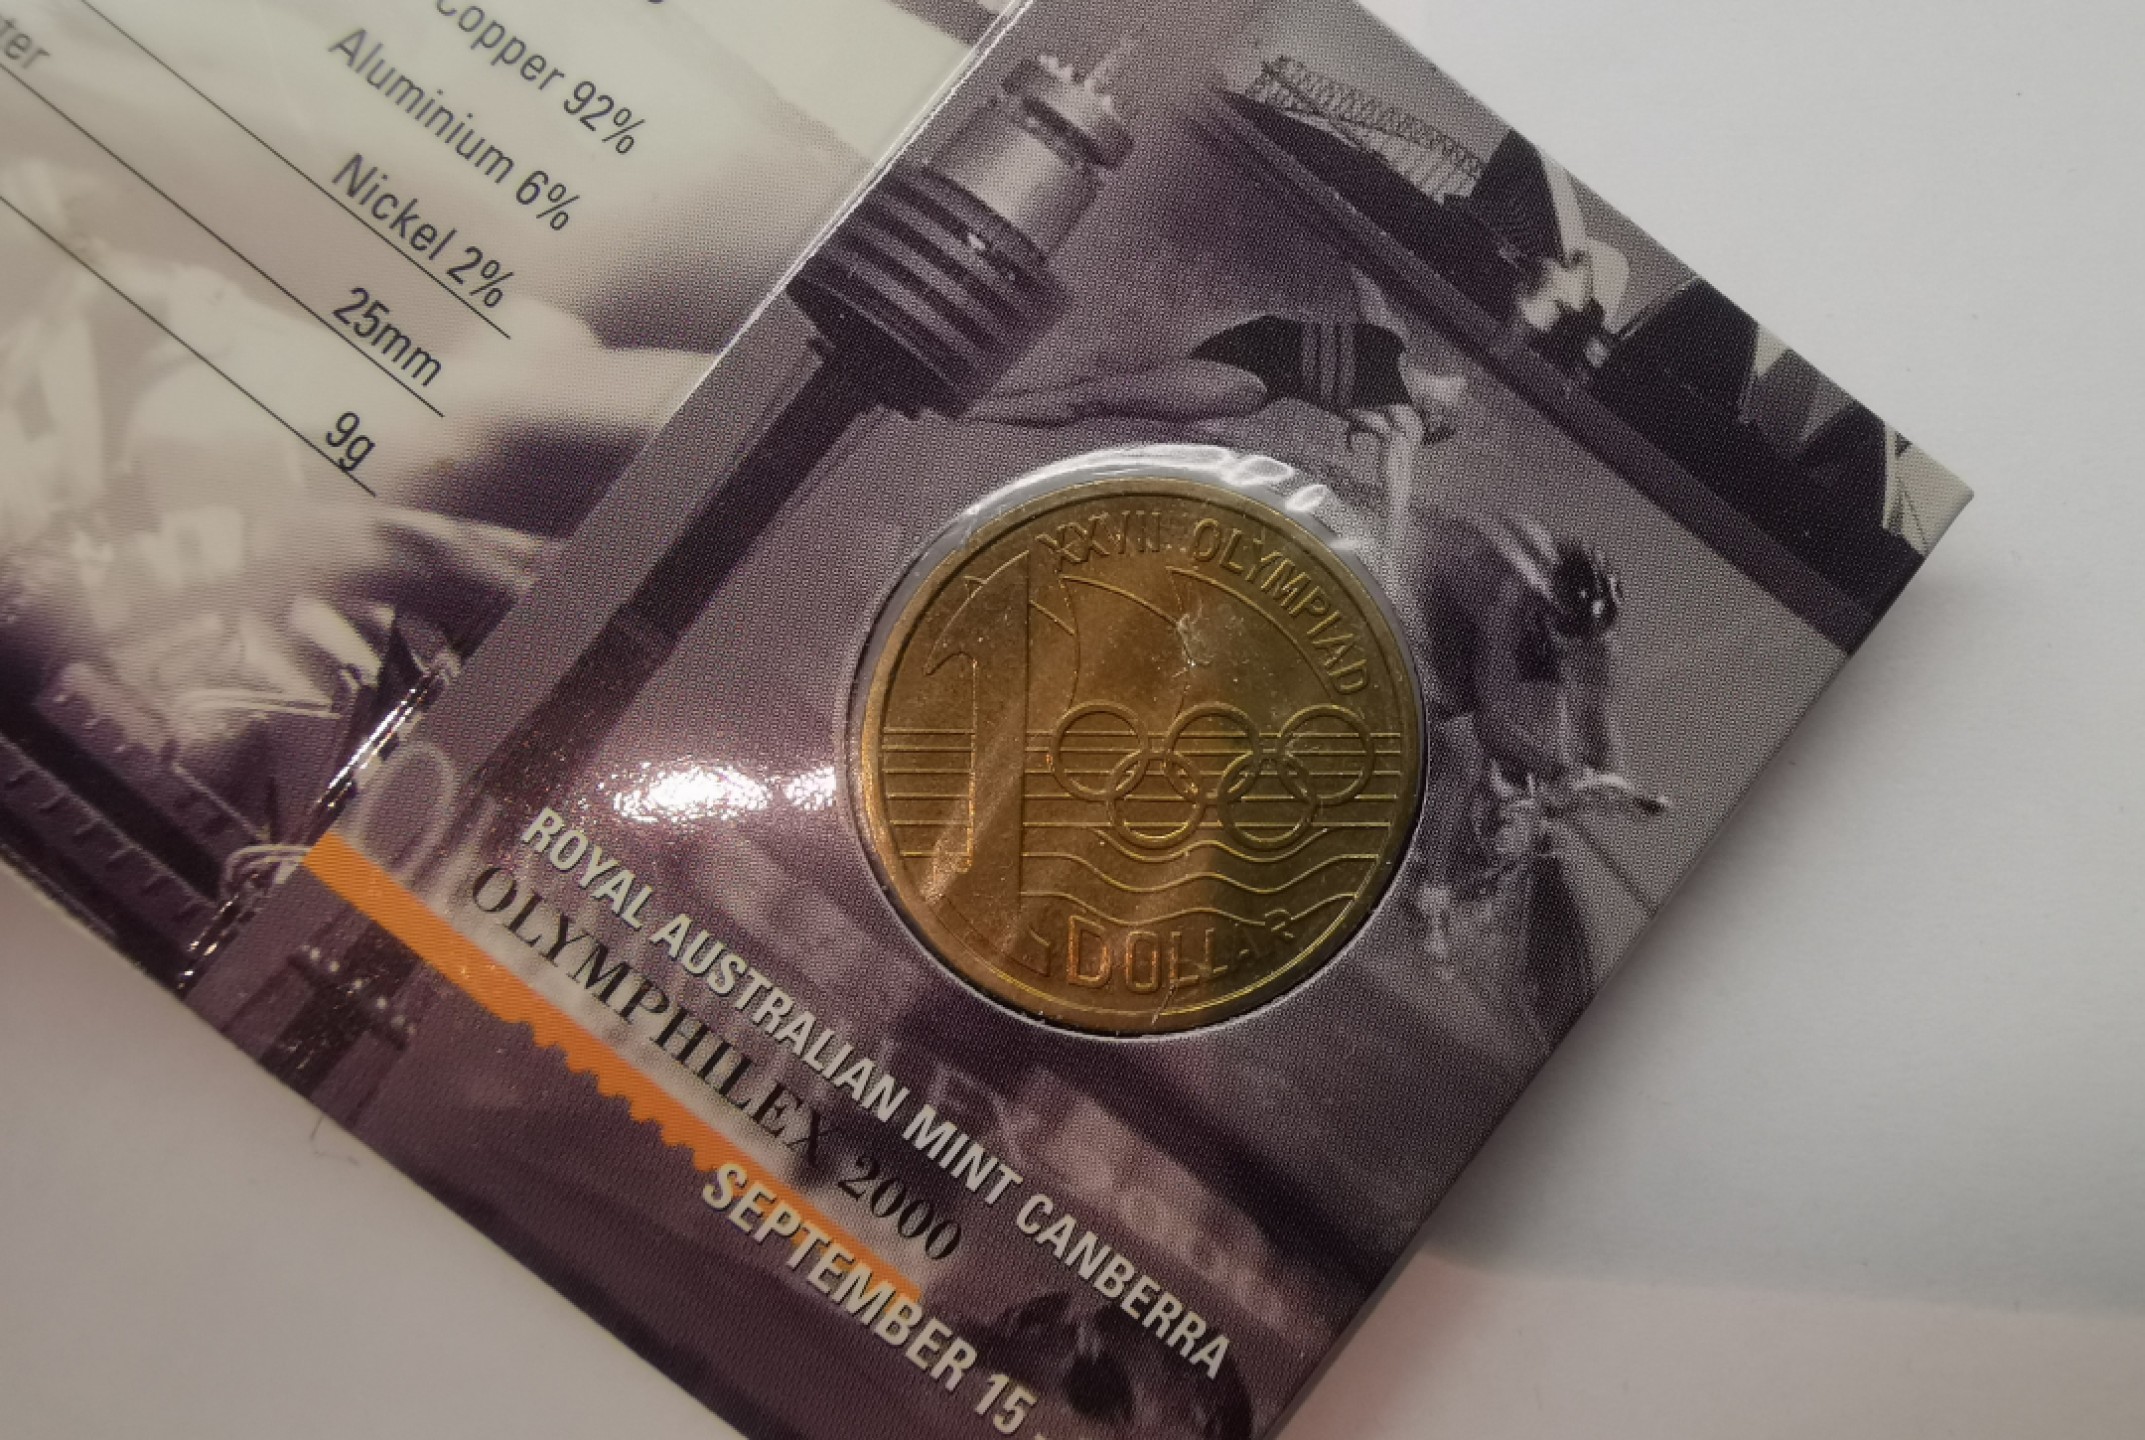 Copper 92%
Aluminium 6%
Nickel 2%
25mm
9g
XXVII OLYMPIAD
1
DOLLAR
ROYAL AUSTRALIAN MINT CANBERRA
OLYMPHILEX 2000
SEPTEMBER 15